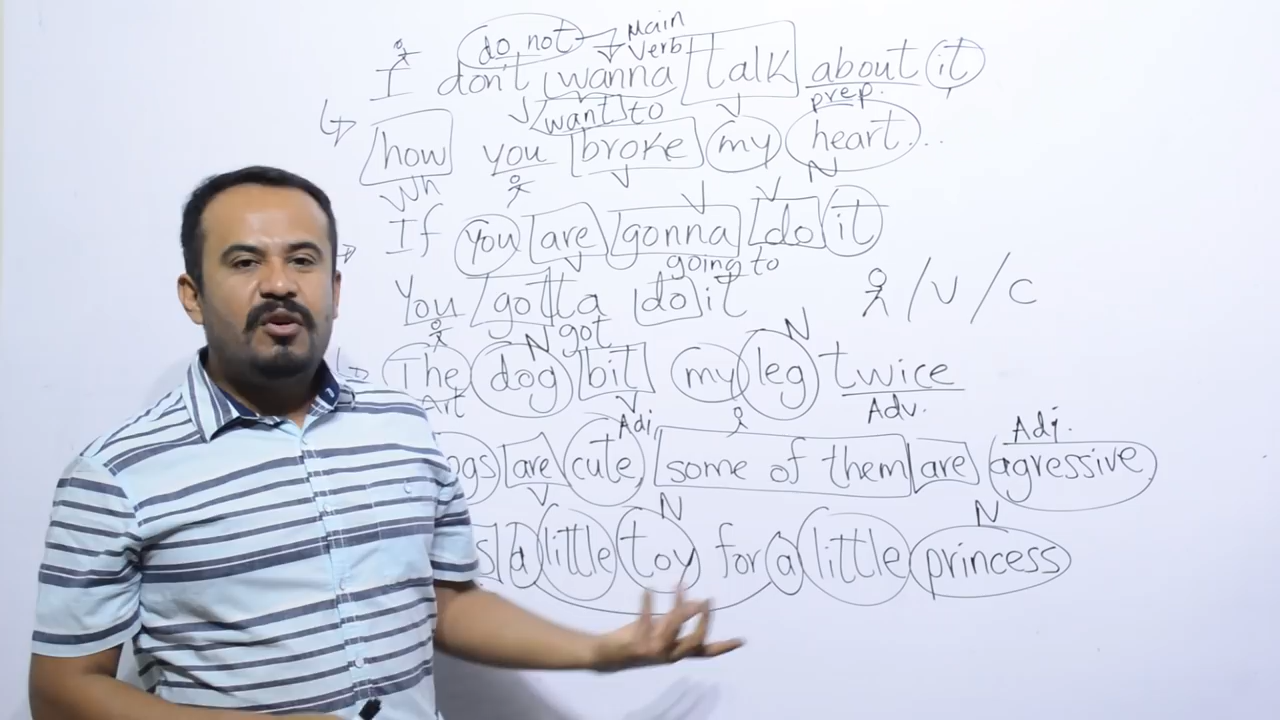 do not Main
verb
I don't wanna talk about it
want to prep.
how you broke my heart...
Wh V V N
V V
If you are gonna do it
V going to
You gotta do it / V / C
N got N
The dog bit my leg twice
Art V Adv.
Adj. Adj.
ogs are cute, some of them are agressive
V N N
s a little toy for a little princess